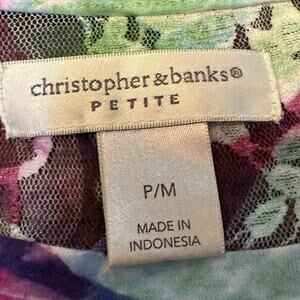 christopher&banks®
PETITE
P/M
MADE IN
INDONESIA